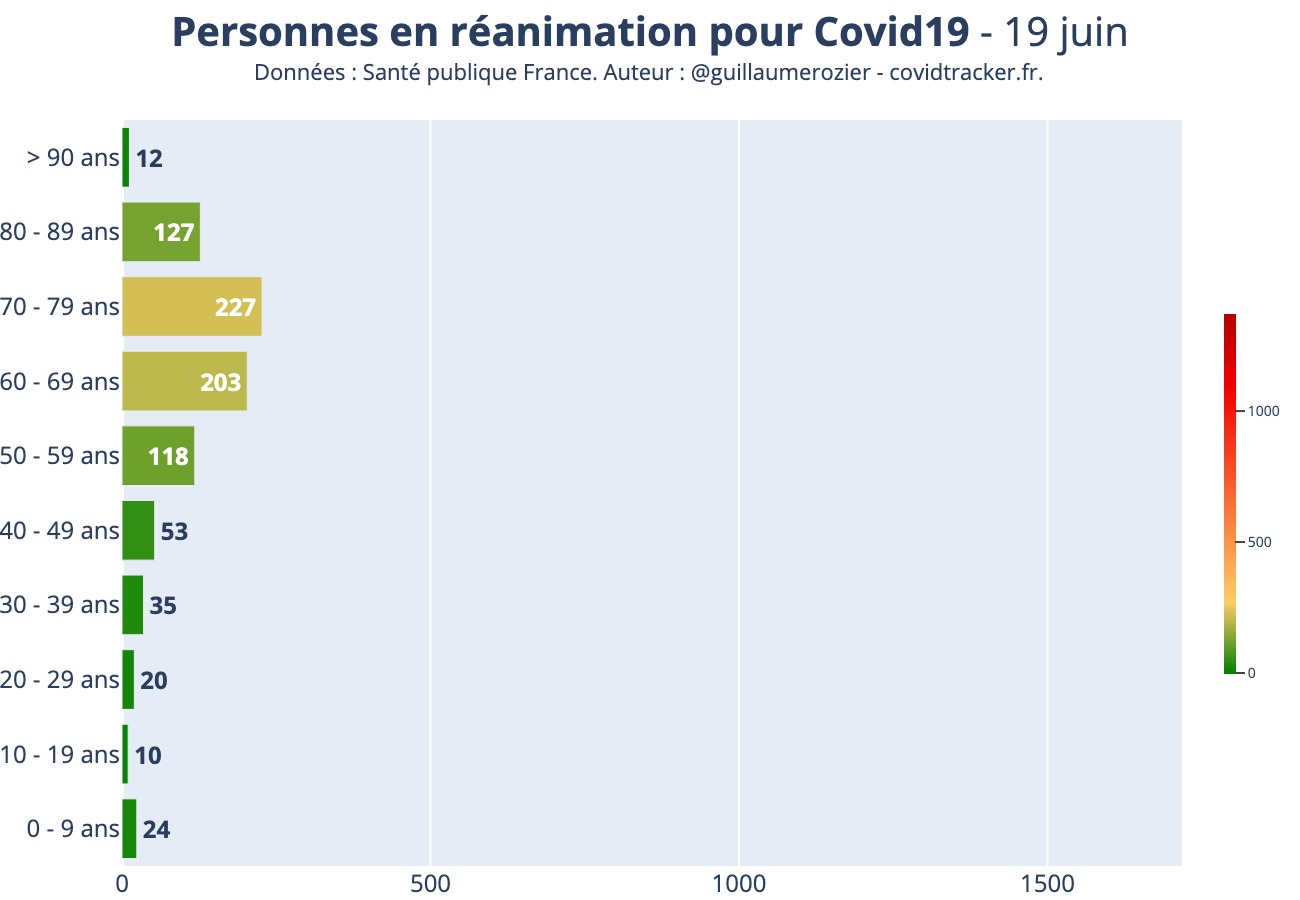 Personnes en réanimation pour Covid19 - 19 juin
Données : Santé publique France. Auteur : @guillaumerozier - covidtracker.fr.
> 90 ans 12
80 - 89 ans 127
70 - 79 ans 227
60 - 69 ans 203
50 - 59 ans 118
40 - 49 ans 53
30 - 39 ans 35
20 - 29 ans 20
10 - 19 ans 10
0 - 9 ans 24
0 500 1000 1500
1000
500
0